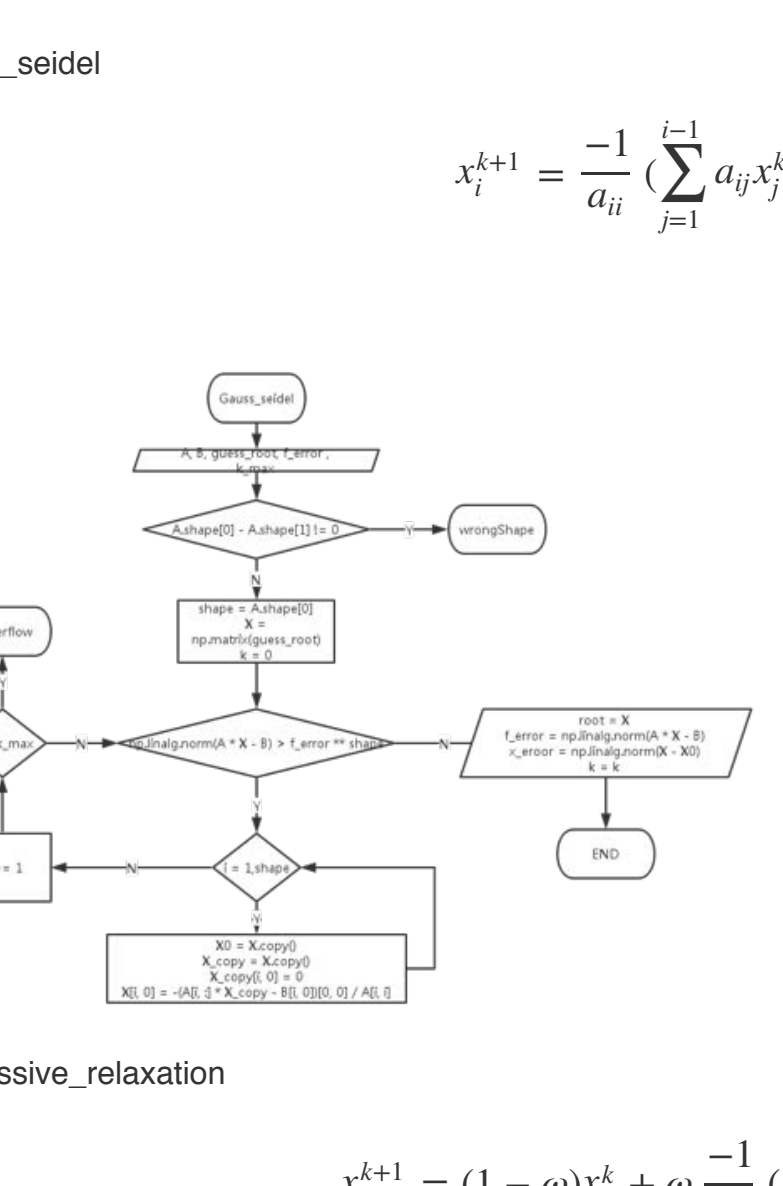 _seidel
x_i^{k+1} = \frac{-1}{a_{ii}} (\sum_{j=1}^{i-1} a_{ij} x_j^k
Gauss_seidel
A, B, guess_root, f_error ,
k_max
A.shape[0] - A.shape[1] != 0
Y
wrongShape
N
shape = A.shape[0]
X =
np.matrix(guess_root)
k = 0
erflow
Y
_max
N
np.linalg.norm(A * X - B) > f_error ** shape
N
root = X
f_error = np.linalg.norm(A * X - B)
x_eroor = np.linalg.norm(X - X0)
k = k
Y
END
= 1
N
i = 1,shape
Y
X0 = X.copy()
X_copy = X.copy()
X_copy[i, 0] = 0
X[i, 0] = -(A[i, :] * X_copy - B[i, 0])[0, 0] / A[i, i]
ssive_relaxation
x^{k+1} = (1 - ω)x^k + ω \frac{-1}{} (